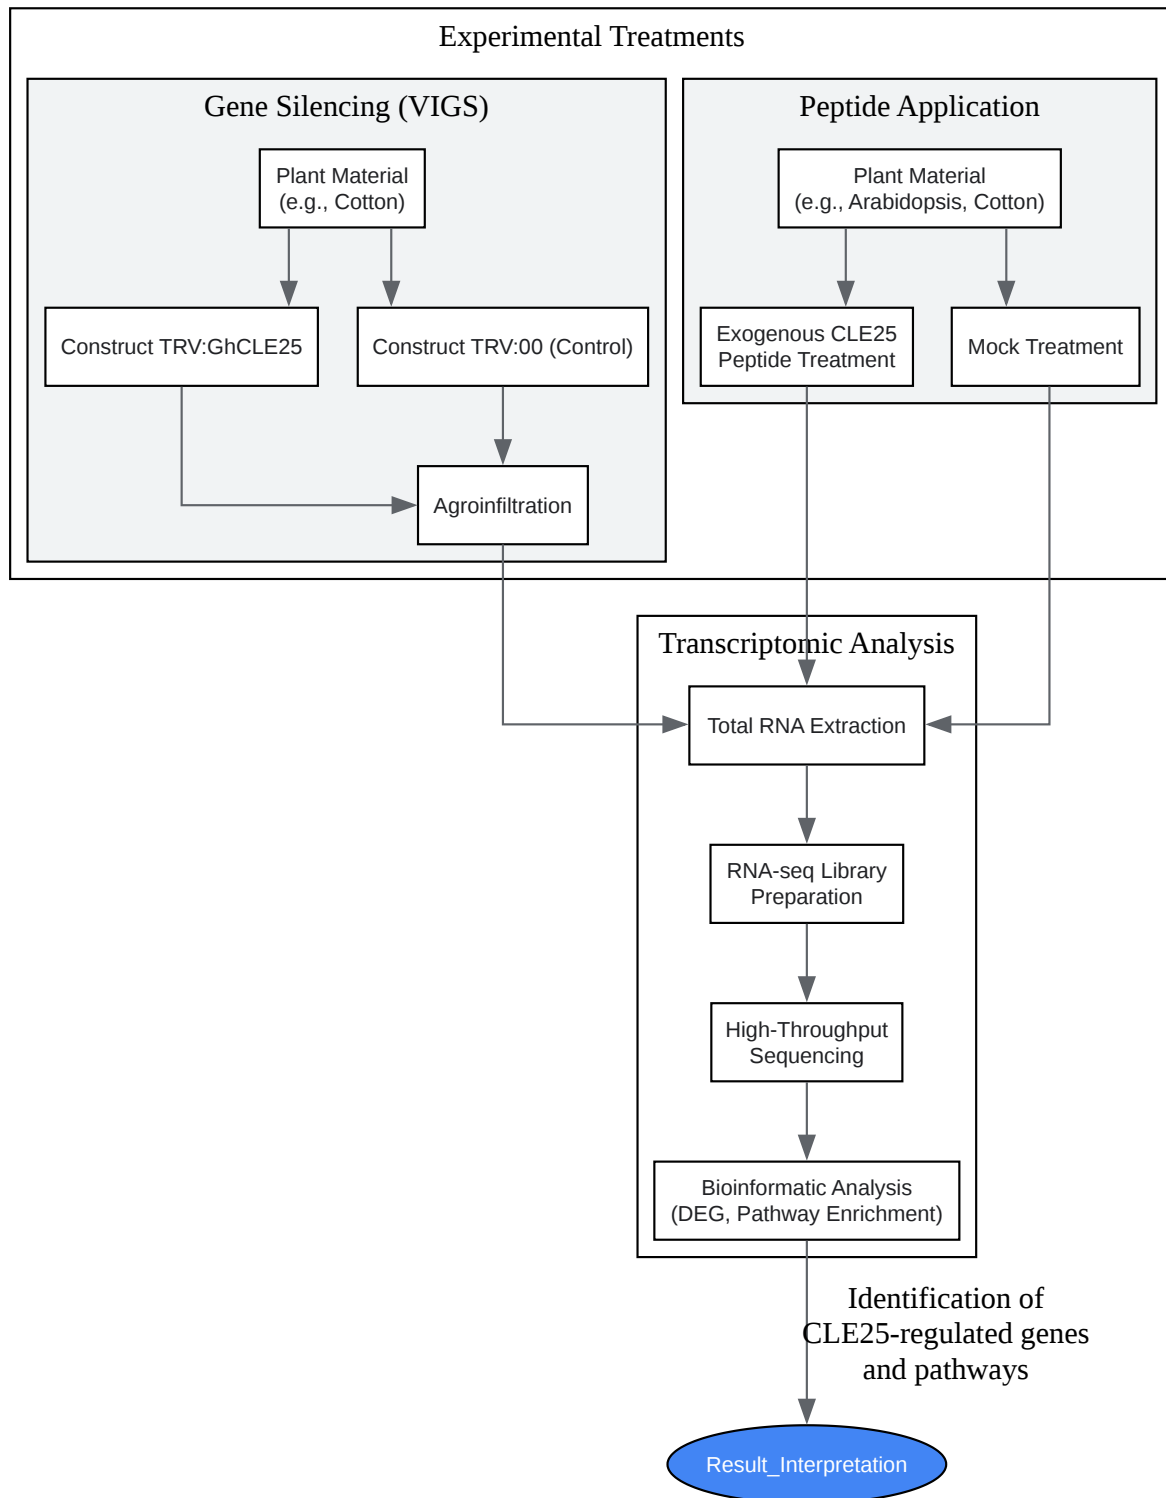 Experimental Treatments
Gene Silencing (VIGS)
Plant Material
(e.g., Cotton)
Construct TRV:GhCLE25
Construct TRV:00 (Control)
Agroinfiltration
Peptide Application
Plant Material
(e.g., Arabidopsis, Cotton)
Exogenous CLE25
Peptide Treatment
Mock Treatment
Transcriptomic Analysis
Total RNA Extraction
RNA-seq Library
Preparation
High-Throughput
Sequencing
Bioinformatic Analysis
(DEG, Pathway Enrichment)
Identification of
CLE25-regulated genes
and pathways
Result_Interpretation